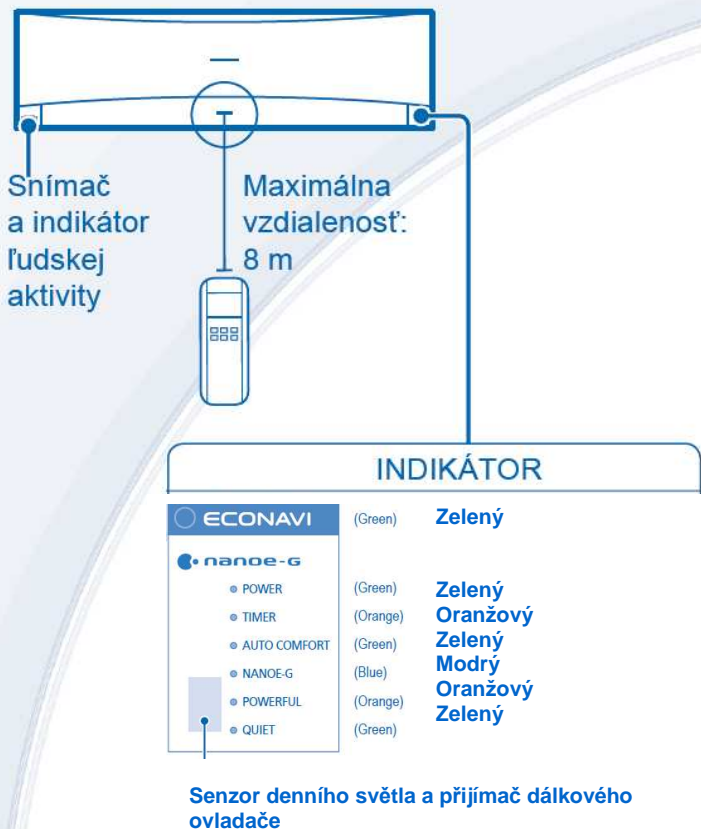 Snímač
a indikátor
ľudskej
aktivity
Maximálna
vzdialenosť:
8 m
INDIKÁTOR
ECONAVI (Green) Zelený
nanoe-G
POWER (Green) Zelený
TIMER (Orange) Oranžový
AUTO COMFORT (Green) Zelený
NANOE-G (Blue) Modrý
POWERFUL (Orange) Oranžový
QUIET (Green) Zelený
Senzor denního světla a přijímač dálkového
ovladače